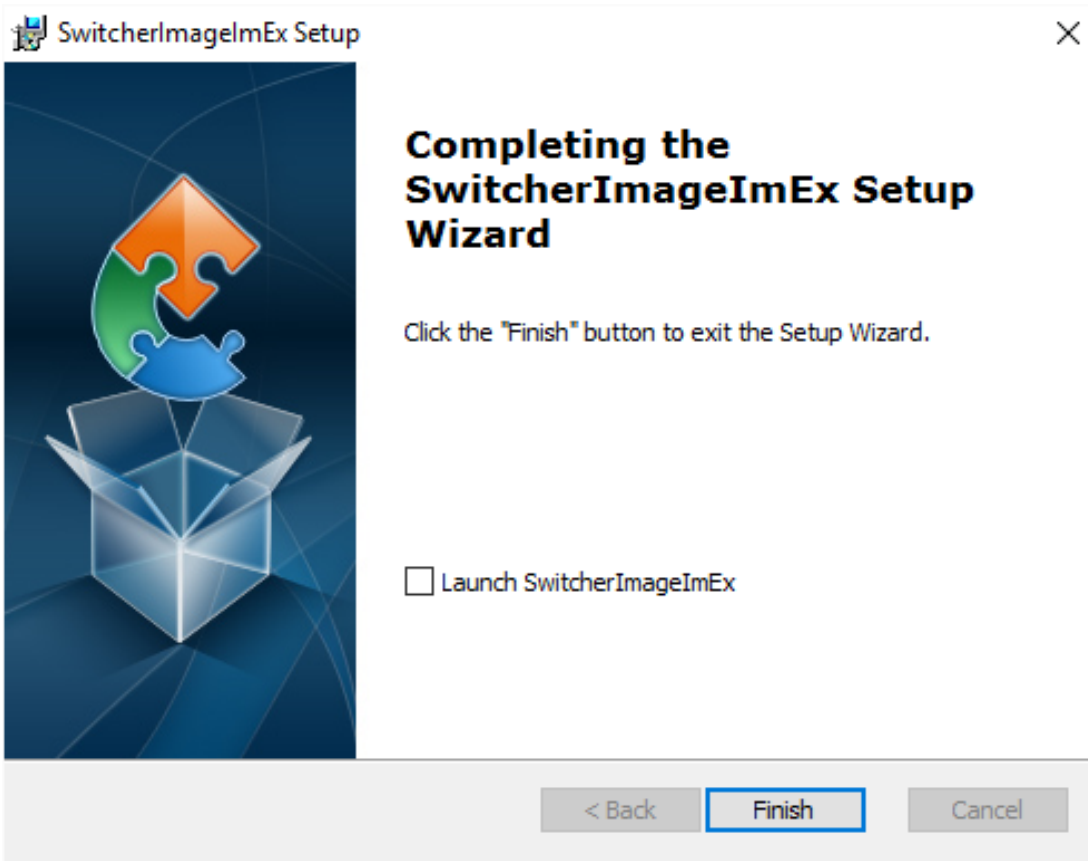 SwitcherImageImEx Setup
Completing the
SwitcherImageImEx Setup
Wizard
Click the "Finish" button to exit the Setup Wizard.
Launch SwitcherImageImEx
< Back
Finish
Cancel